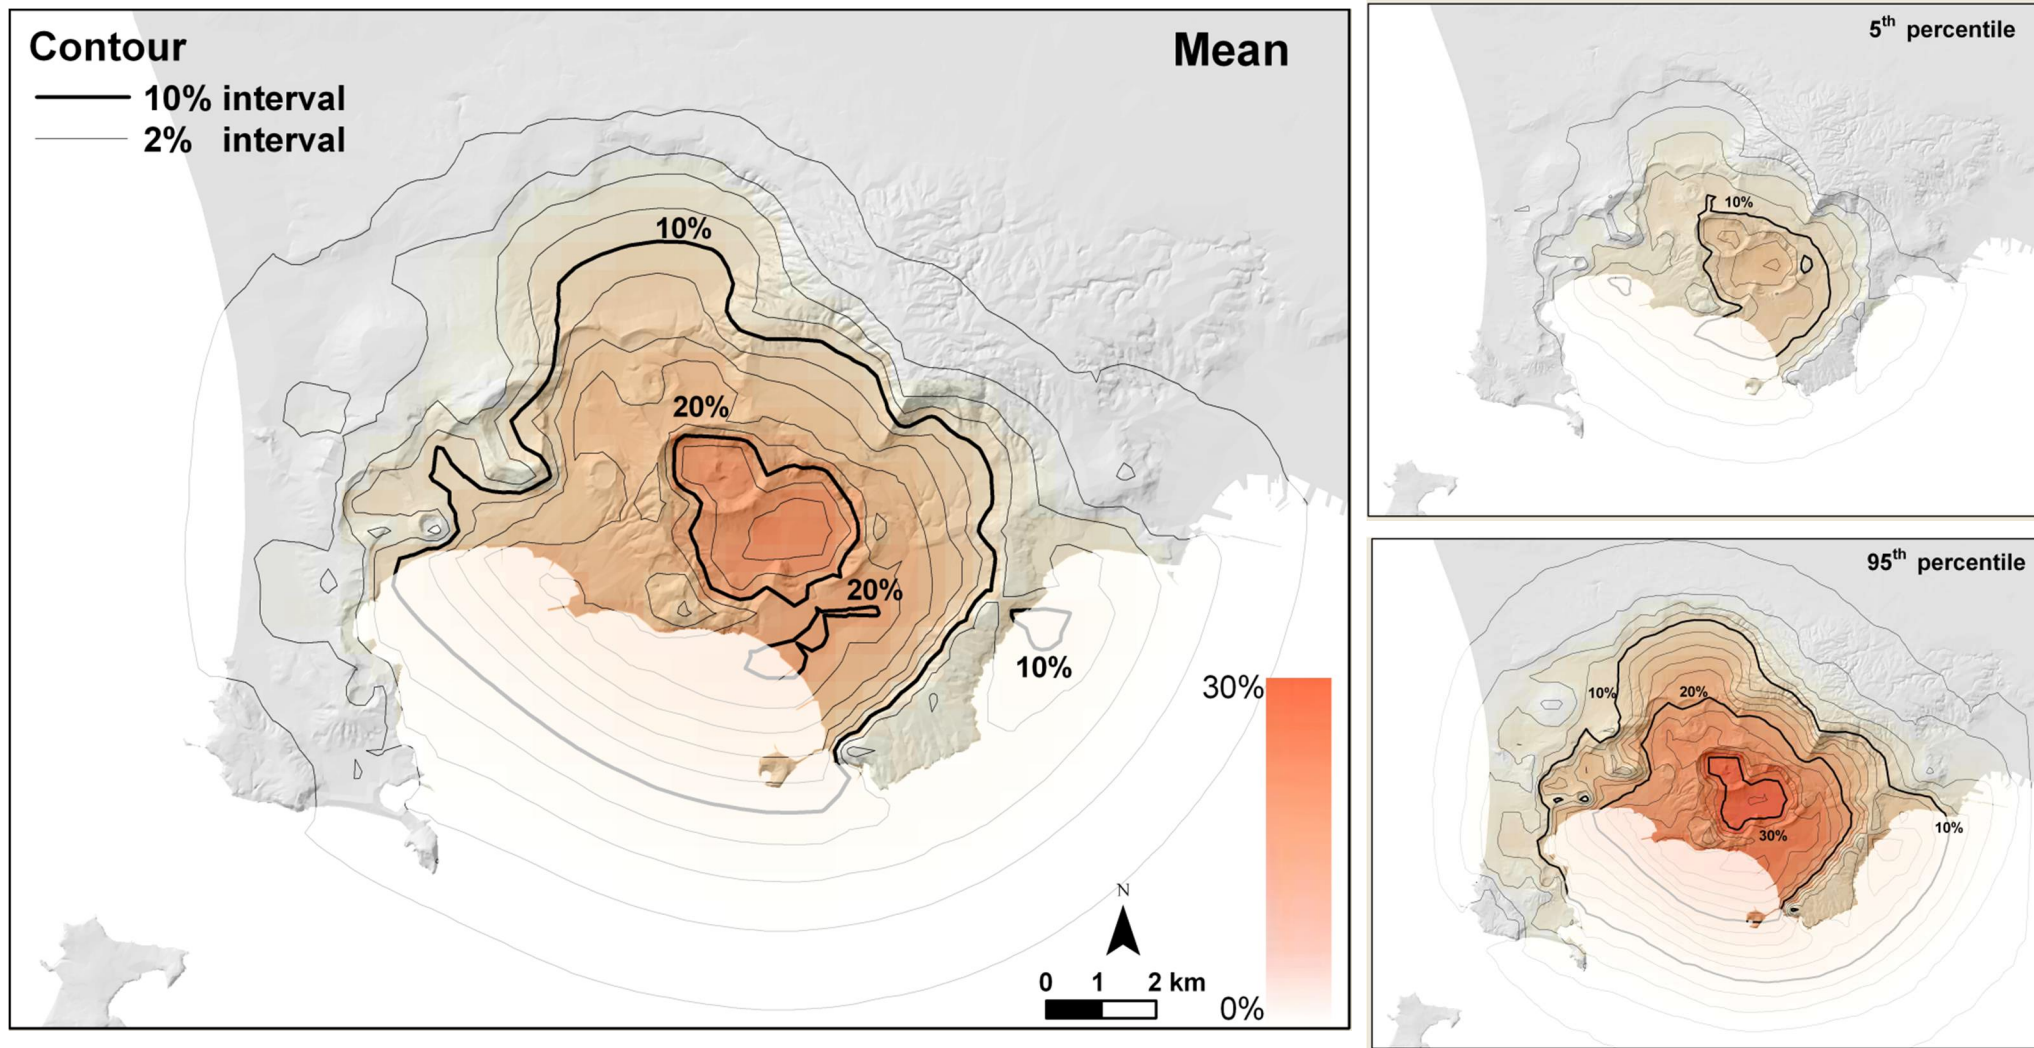 Contour
10% interval
2% interval
Mean
10%
20%
20%
10%
30%
0%
N
0 1 2 km
5th percentile
10%
95th percentile
10%
20%
30%
10%